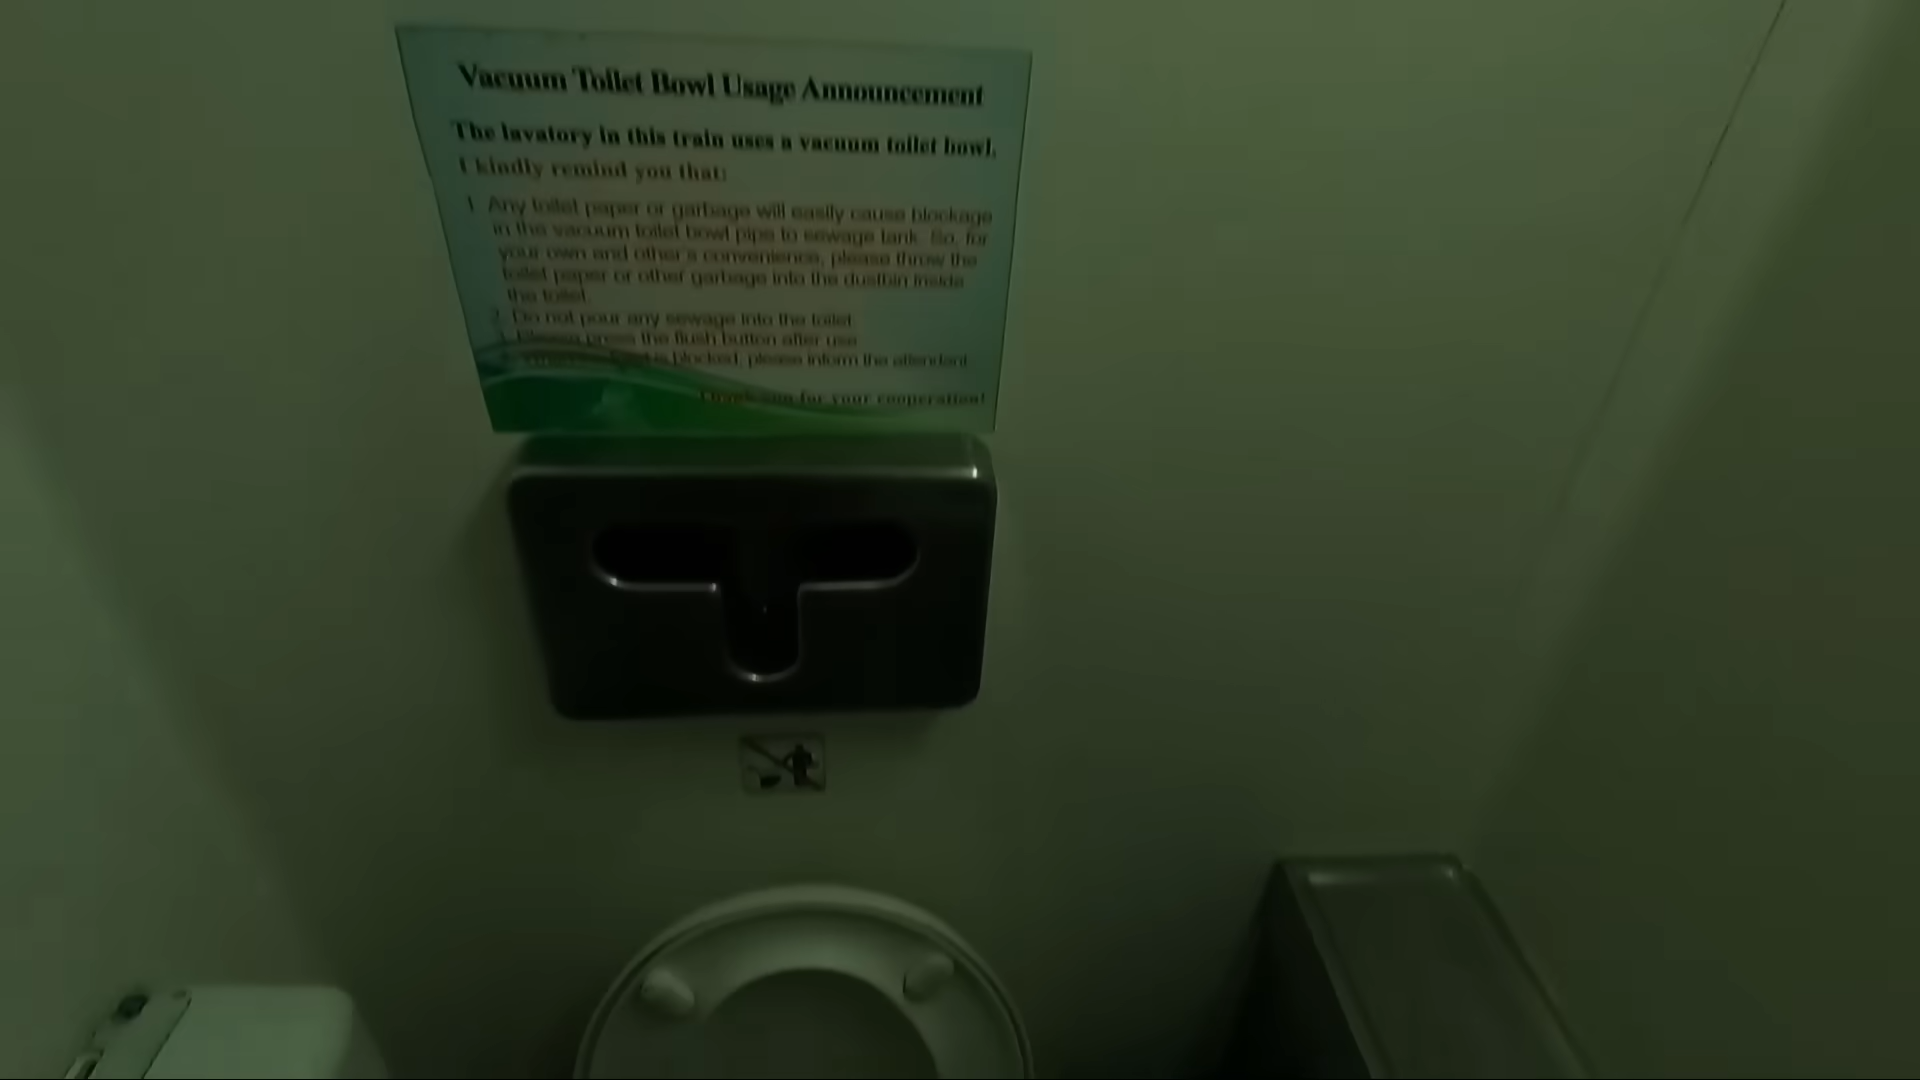 Vacuum Toilet Bowl Usage Announcement
The lavatory in this train uses a vacuum toilet bowl.
I kindly remind you that:
1. Any toilet paper or garbage will easily cause blockage
in the vacuum toilet bowl pipe to sewage tank. So, for
your own and other's convenience, please throw the
toilet paper or other garbage into the dustbin inside
the toilet.
2. Do not pour any sewage into the toilet.
Please press the flush button after use
is blocked, please inform the attendant
Thank you for your cooperation!